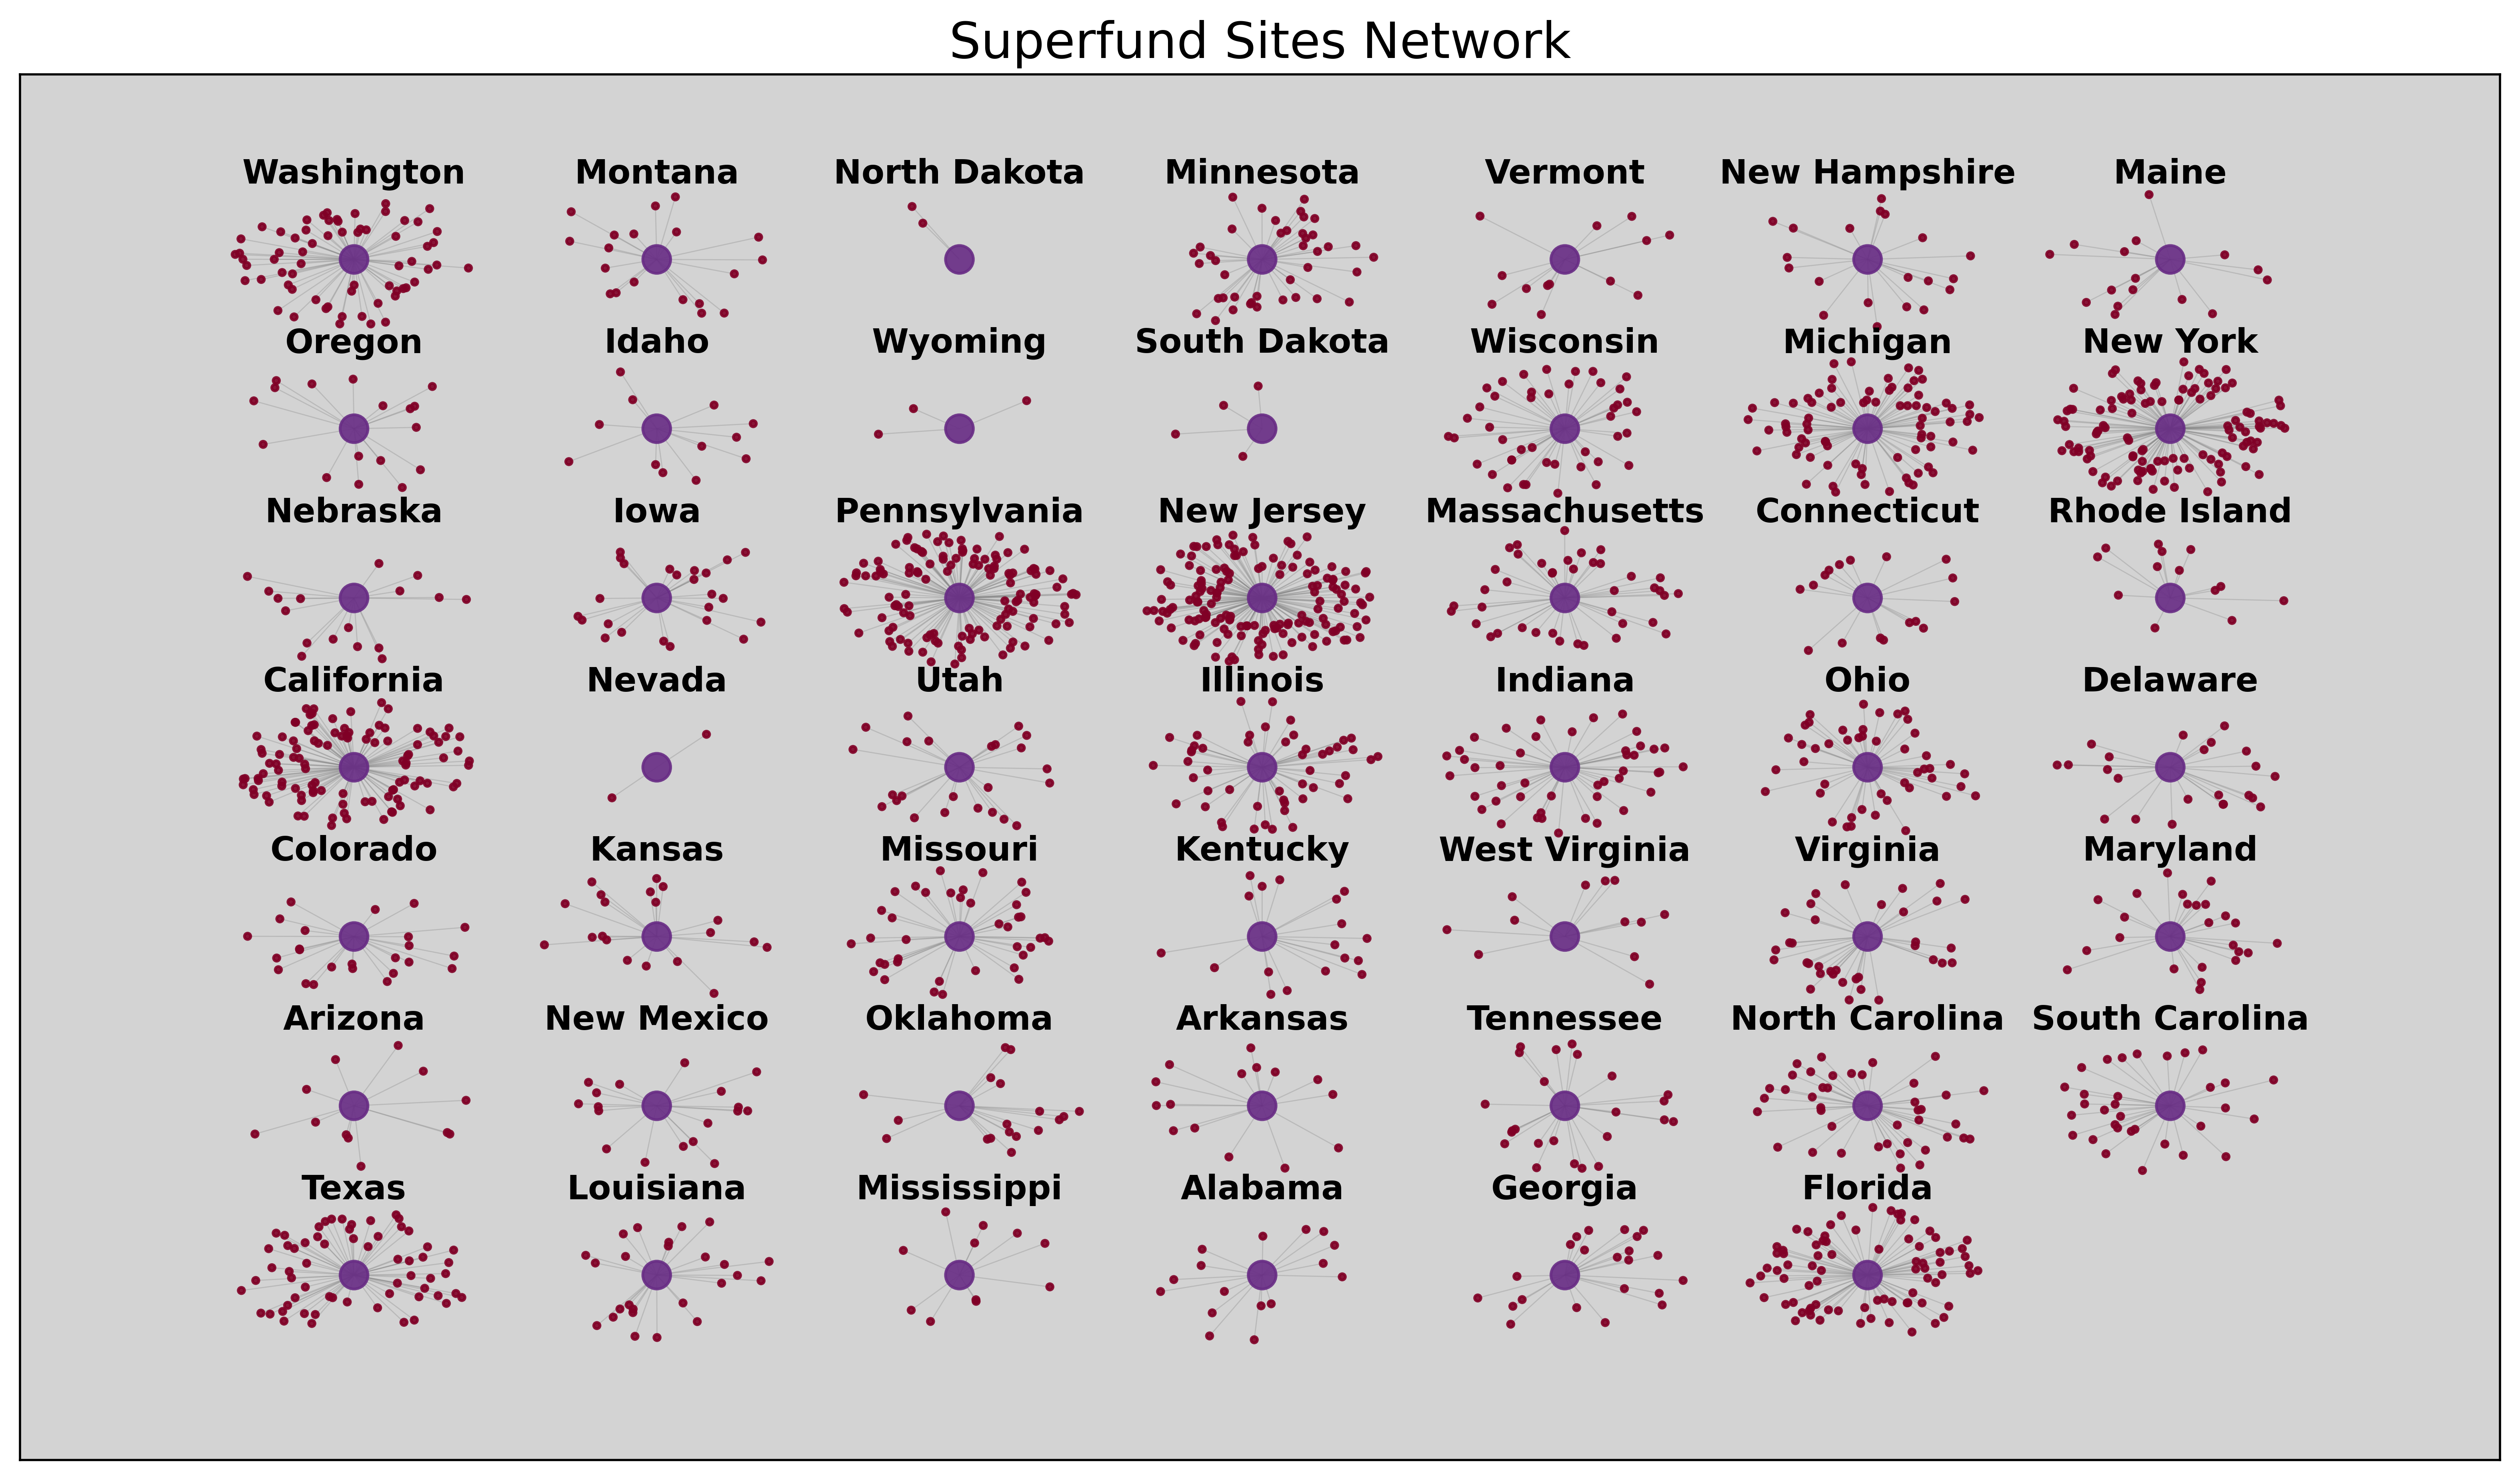 Superfund Sites Network
Washington Montana North Dakota Minnesota Vermont New Hampshire Maine
Oregon Idaho Wyoming South Dakota Wisconsin Michigan New York
Nebraska Iowa Pennsylvania New Jersey Massachusetts Connecticut Rhode Island
California Nevada Utah Illinois Indiana Ohio Delaware
Colorado Kansas Missouri Kentucky West Virginia Virginia Maryland
Arizona New Mexico Oklahoma Arkansas Tennessee North Carolina South Carolina
Texas Louisiana Mississippi Alabama Georgia Florida